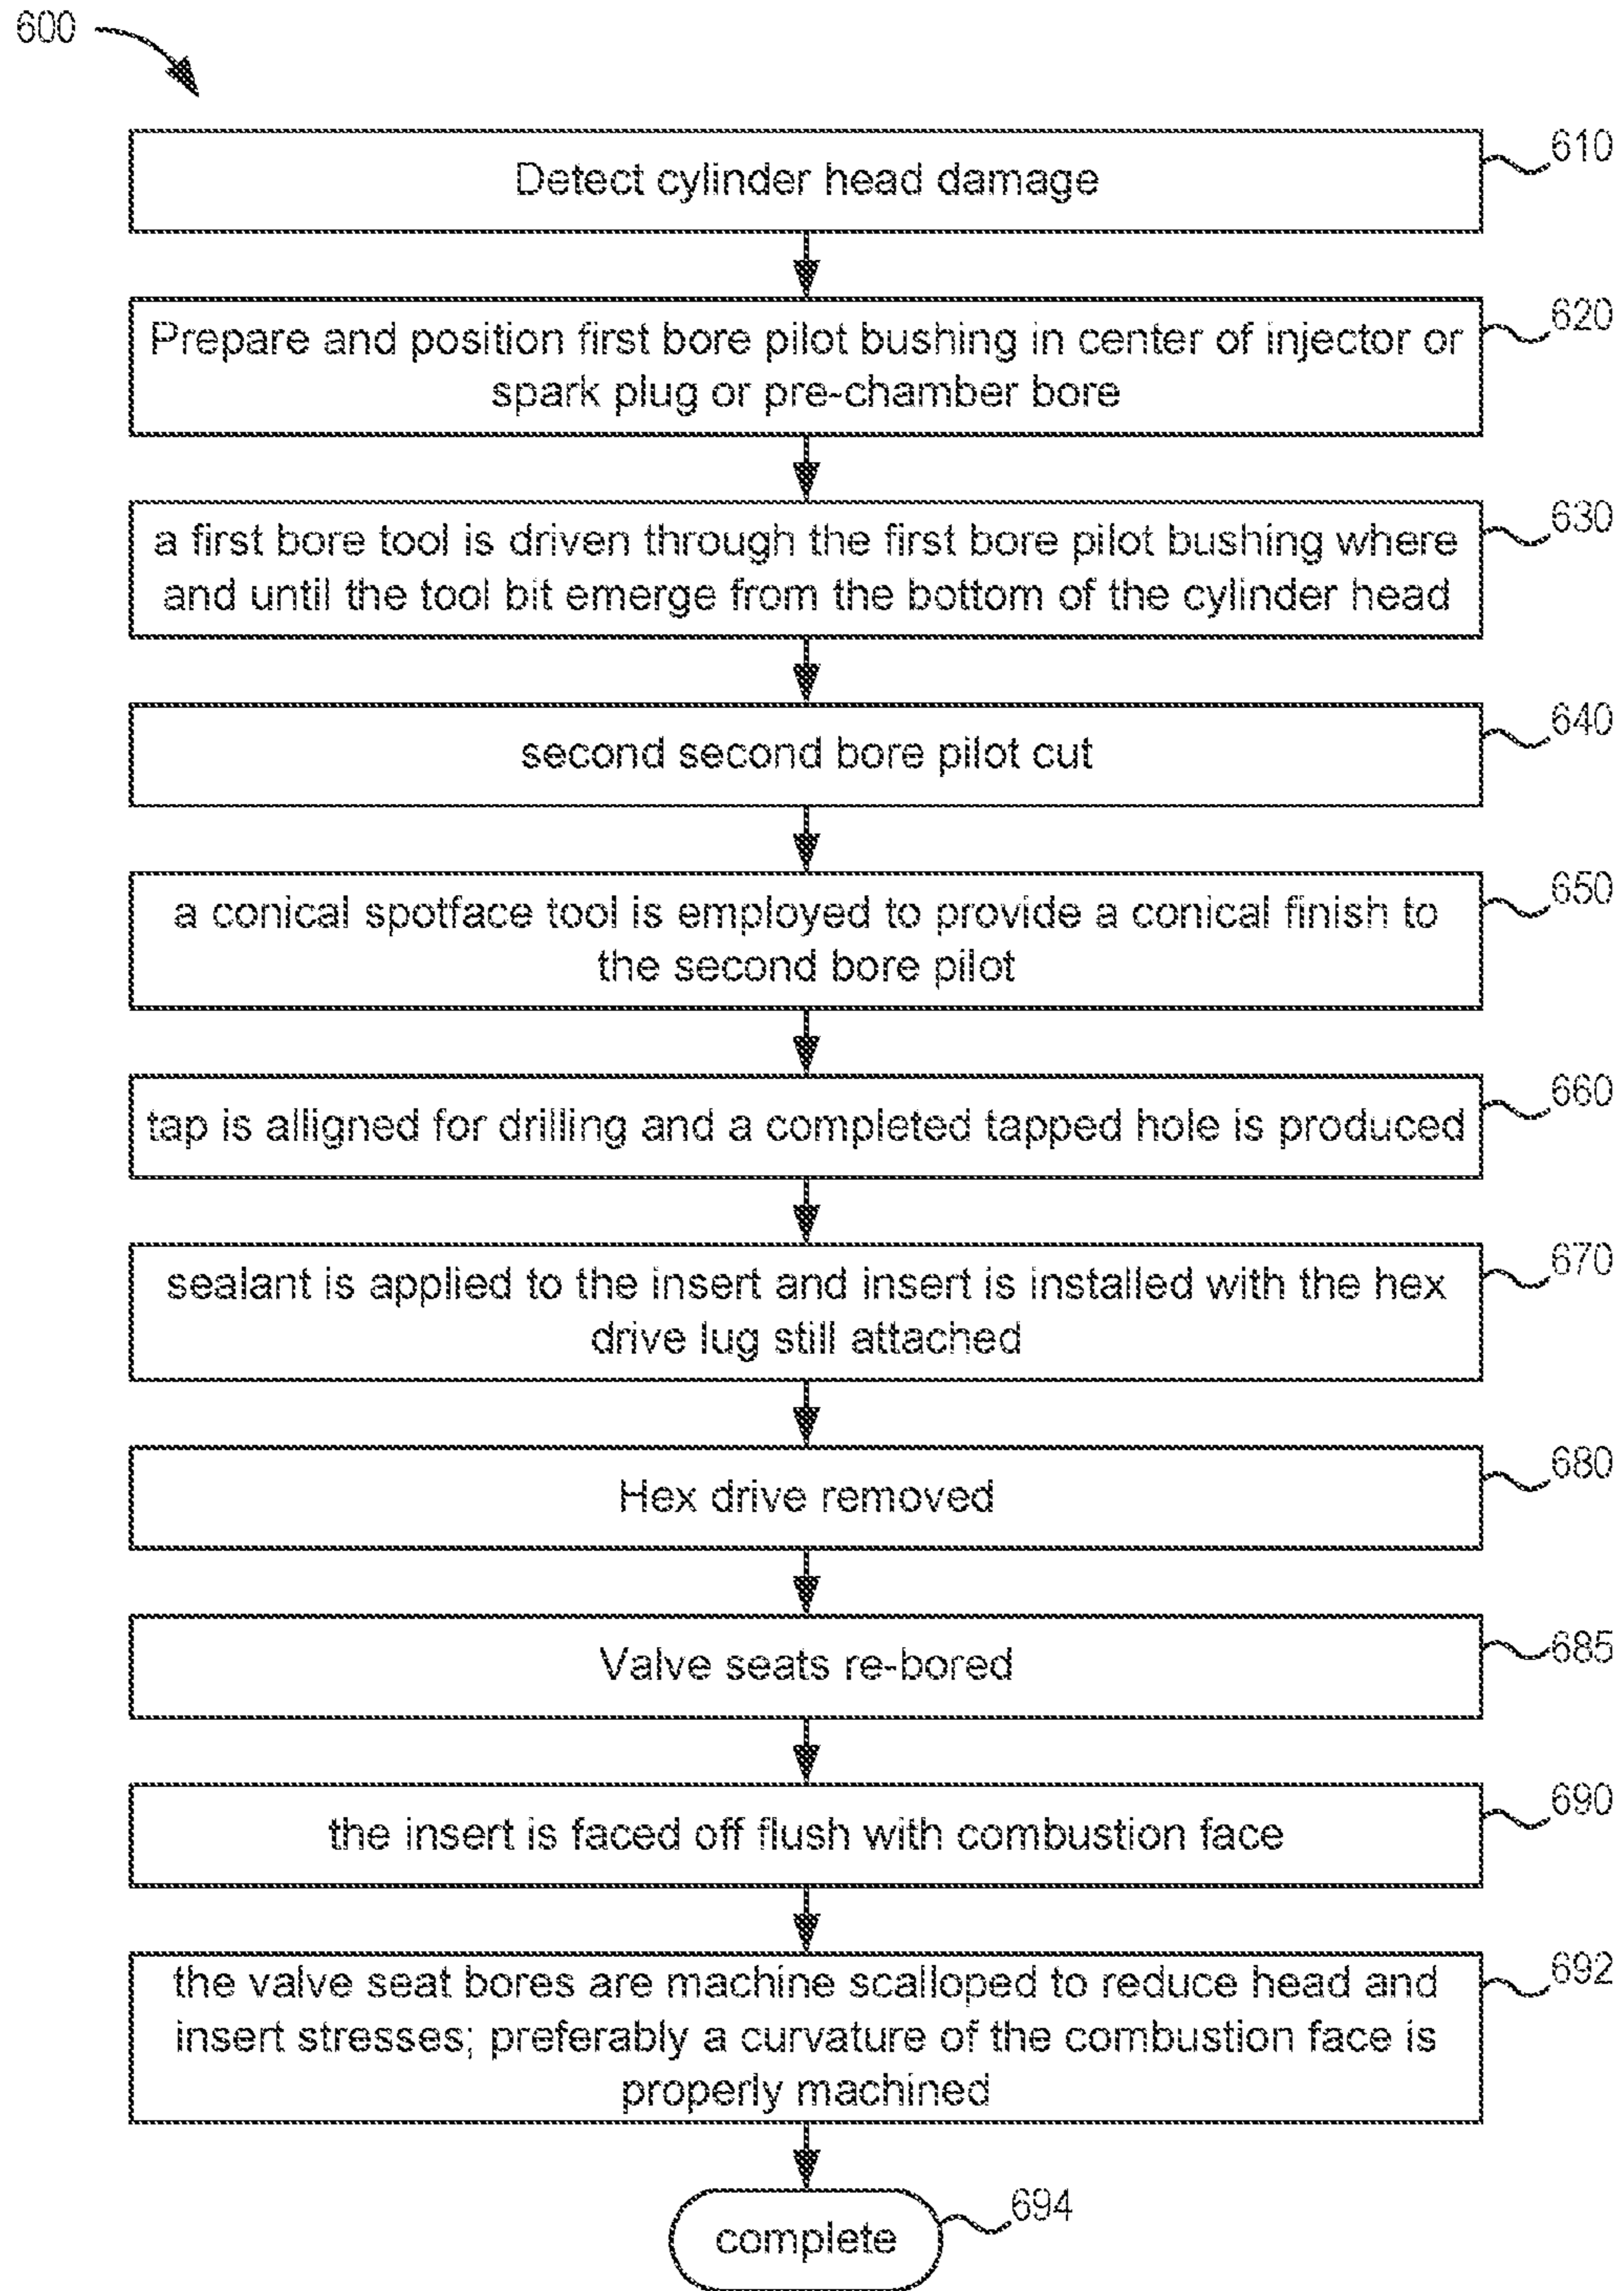 600
610
Detect cylinder head damage
620
Prepare and position first bore pilot bushing in center of injector or
spark plug or pre-chamber bore
630
a first bore tool is driven through the first bore pilot bushing where
and until the tool bit emerge from the bottom of the cylinder head
640
second second bore pilot cut
650
a conical spotface tool is employed to provide a conical finish to
the second bore pilot
660
tap is alligned for drilling and a completed tapped hole is produced
670
sealant is applied to the insert and insert is installed with the hex
drive lug still attached
680
Hex drive removed
685
Valve seats re-bored
690
the insert is faced off flush with combustion face
692
the valve seat bores are machine scalloped to reduce head and
insert stresses; preferably a curvature of the combustion face is
properly machined
694
complete